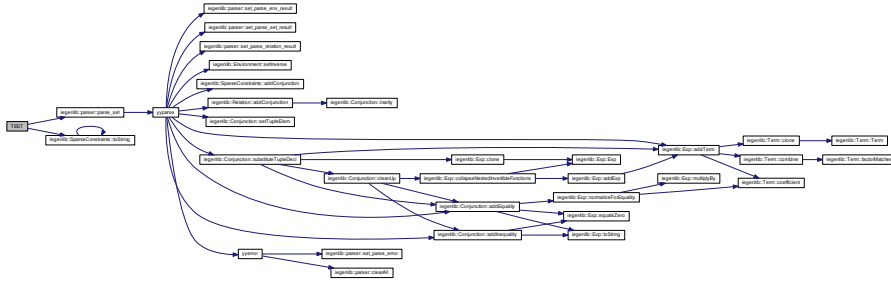 iegenlib::parser::set_parse_env_result
iegenlib::parser::set_parse_set_result
iegenlib::parser::set_parse_relation_result
iegenlib::Environment::setInverse
iegenlib::SparseConstraints::addConjunction
iegenlib::Relation::addConjunction
iegenlib::Conjunction::inarity
iegenlib::parser::parse_set
yyparse
iegenlib::Conjunction::setTupleElem
TEST
iegenlib::SparseConstraints::toString
iegenlib::Term::clone
iegenlib::Term::Term
iegenlib::Exp::addTerm
iegenlib::Conjunction::substituteTupleDecl
iegenlib::Exp::clone
iegenlib::Exp::Exp
iegenlib::Term::combine
iegenlib::Term::factorMatches
iegenlib::Conjunction::cleanUp
iegenlib::Exp::collapseNestedInvertibleFunctions
iegenlib::Exp::addExp
iegenlib::Exp::multiplyBy
iegenlib::Term::coefficient
iegenlib::Exp::normalizeForEquality
iegenlib::Conjunction::addEquality
iegenlib::Exp::equalsZero
iegenlib::Conjunction::addInequality
iegenlib::Exp::toString
yyerror
iegenlib::parser::set_parse_error
iegenlib::parser::clearAll